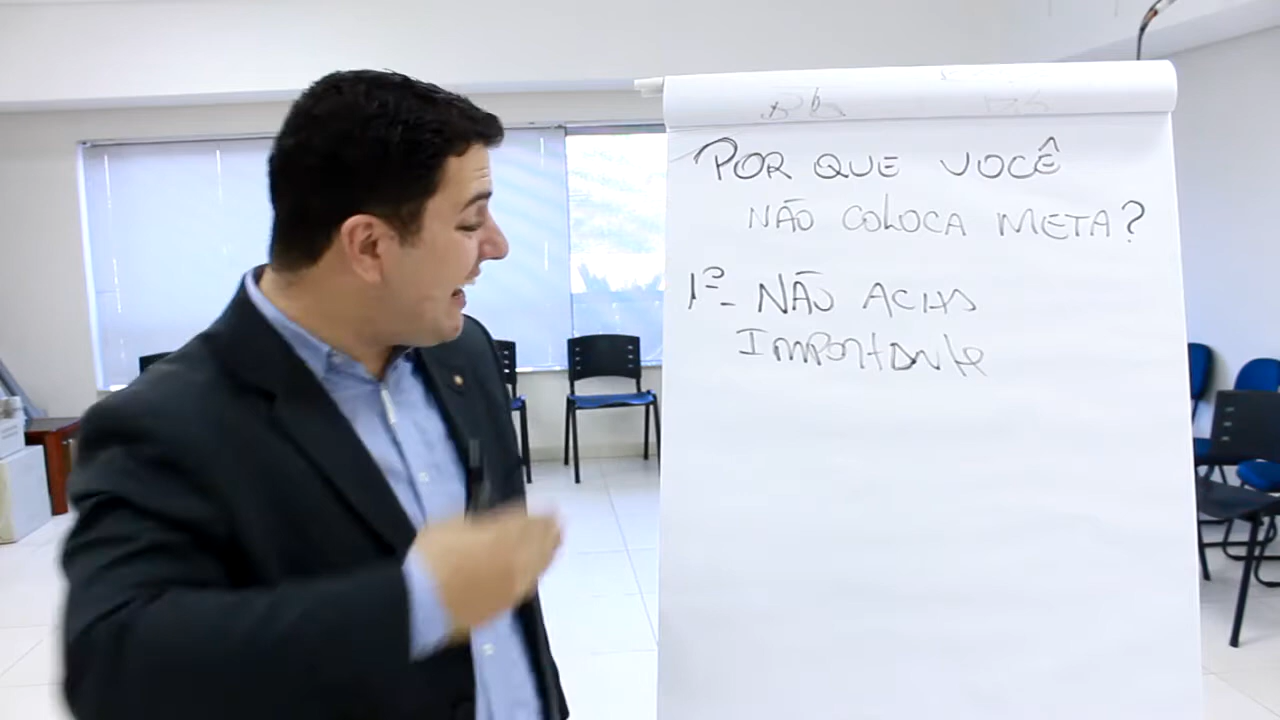 POR QUE VOCÊ
NÃO COLOCA META?
1º- NÃO ACHA
IMPORTANTE